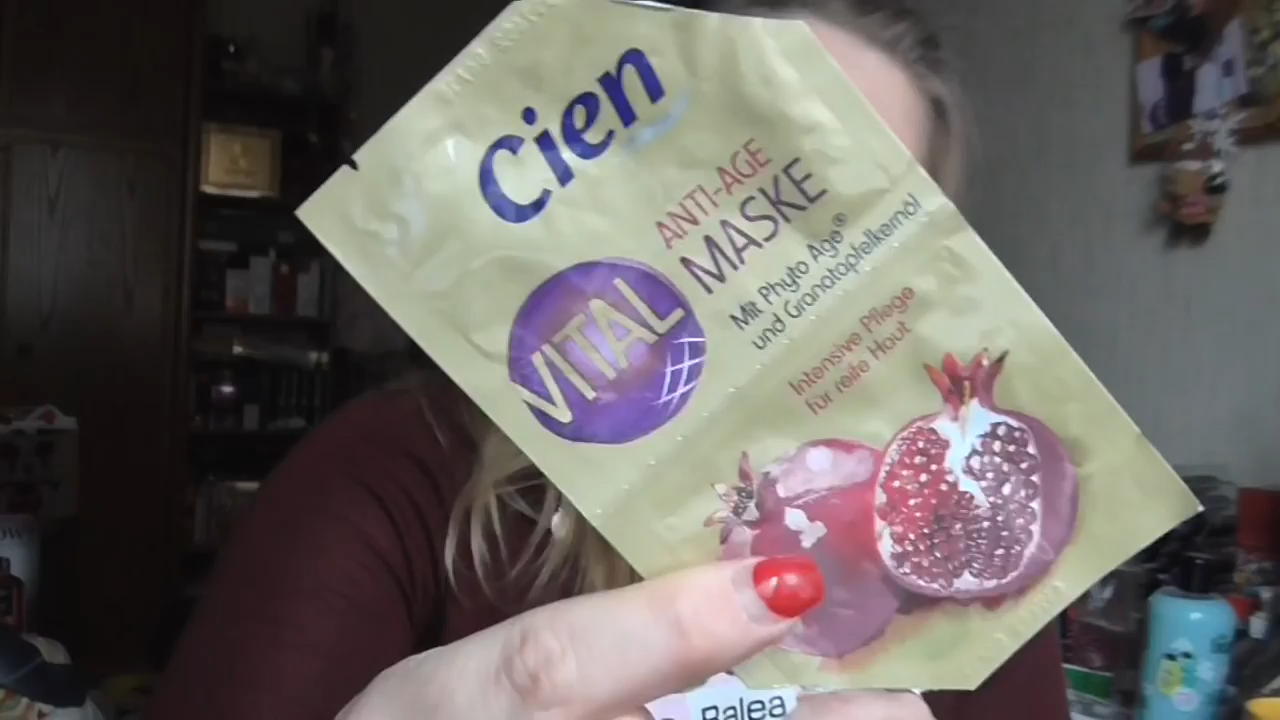 Cien
ANTI-AGE
MASKE
Mit Phyto Age®
und Granatapfelkernöl
VITAL
Intensive Pflege
für reife Haut
Balea